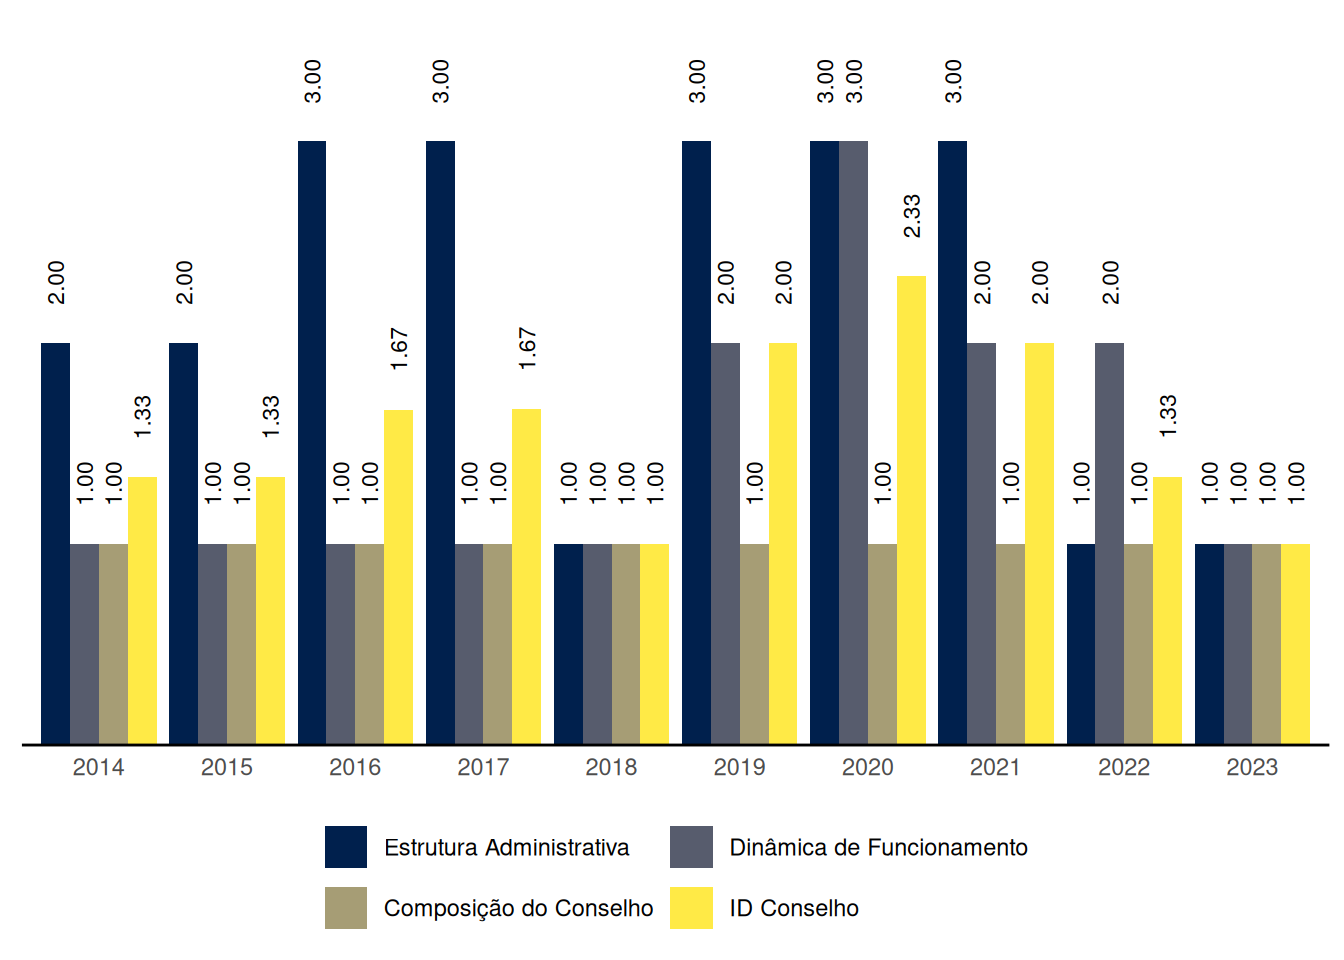 2.00 1.00 1.00 1.33
2.00 1.00 1.00 1.33
3.00 1.00 1.00 1.67
3.00 1.00 1.00 1.67
1.00 1.00 1.00 1.00
3.00 2.00 1.00 2.00
3.00 3.00 1.00 2.33
3.00 2.00 1.00 2.00
1.00 2.00 1.00 1.33
1.00 1.00 1.00 1.00
2014 2015 2016 2017 2018 2019 2020 2021 2022 2023
Estrutura Administrativa Dinâmica de Funcionamento
Composição do Conselho ID Conselho